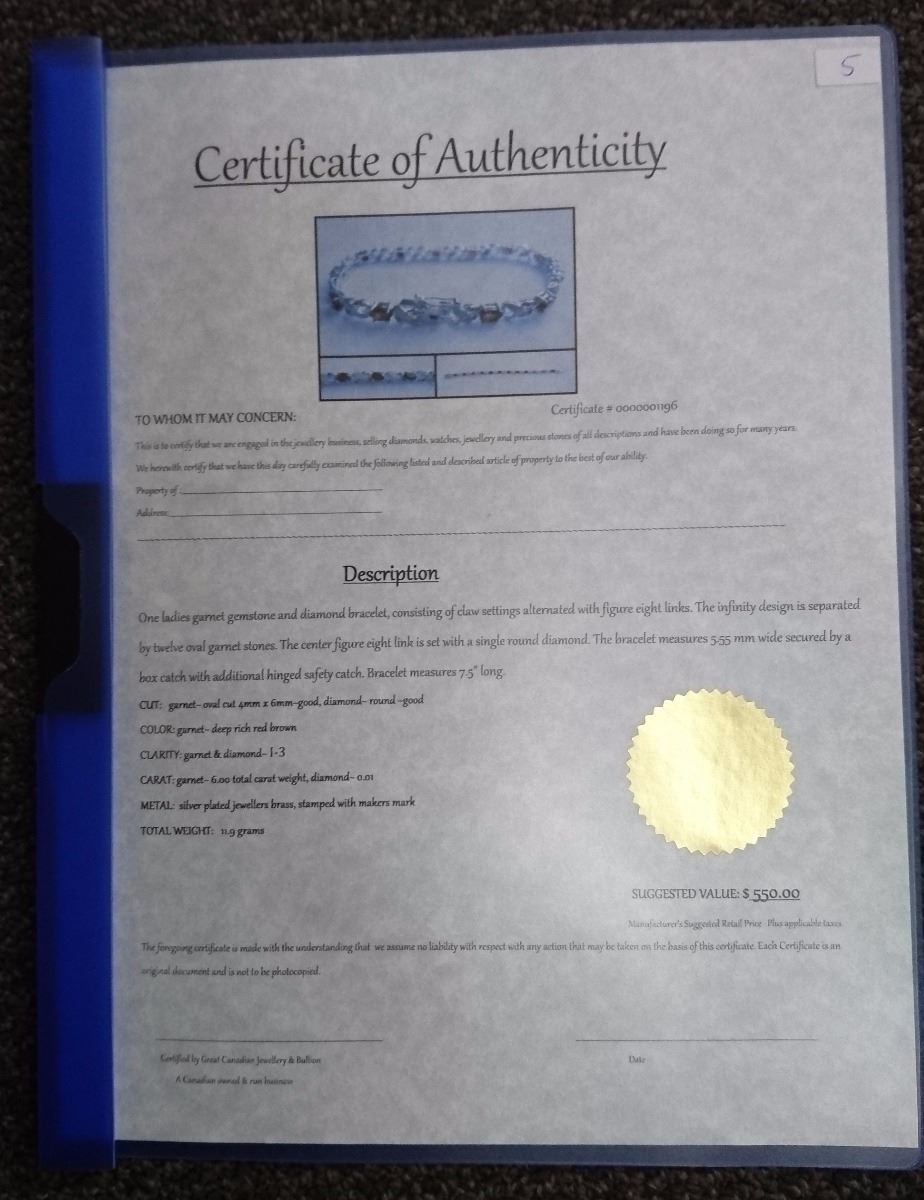 5
Certificate of Authenticity
Certificate # 000001196
TO WHOM IT MAY CONCERN:
This is to certify that we are engaged in the jewellery business, selling diamonds, watches, jewellery and precious stones of all descriptions and have been doing so for many years.
We herewith certify that we have this day carefully examined the following listed and described article of property to the best of our ability.
Property of:
Address:
Description
One ladies garnet gemstone and diamond bracelet, consisting of claw settings alternated with figure eight links. The infinity design is separated
by twelve oval garnet stones. The center figure eight link is set with a single round diamond. The bracelet measures 5.55 mm wide secured by a
box catch with additional hinged safety catch. Bracelet measures 7.5" long.
CUT: garnet- oval cut 4mm x 6mm-good, diamond- round -good
COLOR: garnet- deep rich red brown
CLARITY: garnet & diamond- I-3
CARAT: garnet- 6.00 total carat weight, diamond- 0.01
METAL: silver plated jewellers brass, stamped with makers mark
TOTAL WEIGHT: 11.9 grams
SUGGESTED VALUE: $ 550.00
Manufacturer's Suggested Retail Price - Plus applicable taxes
The foregoing certificate is made with the understanding that we assume no liability with respect with any action that may be taken on the basis of this certificate. Each Certificate is an
original document and is not to be photocopied.
Certified by Great Canadian Jewellery & Bullion
Date
A Canadian owned & run business